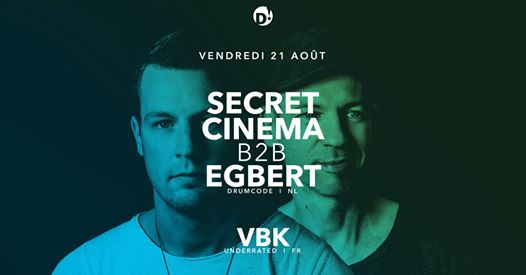 D!
VENDREDI 21 AOÛT
SECRET
CINEMA
B2B
EGBERT
DRUMCODE | NL
VBK
UNDERRATED | FR